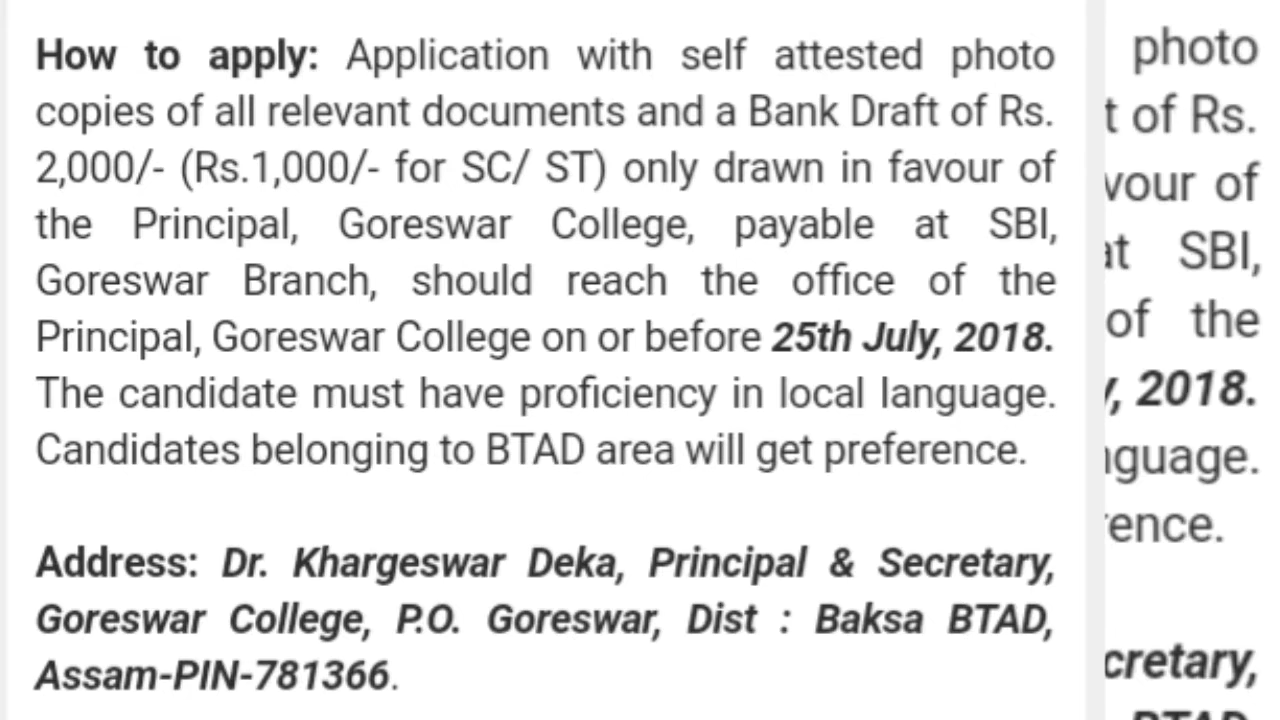 How to apply: Application with self attested photo
copies of all relevant documents and a Bank Draft of Rs.
2,000/- (Rs.1,000/- for SC/ ST) only drawn in favour of
the Principal, Goreswar College, payable at SBI,
Goreswar Branch, should reach the office of the
Principal, Goreswar College on or before 25th July, 2018.
The candidate must have proficiency in local language.
Candidates belonging to BTAD area will get preference.
Address: Dr. Khargeswar Deka, Principal & Secretary,
Goreswar College, P.O. Goreswar, Dist : Baksa BTAD,
Assam-PIN-781366.
photo
t of Rs.
vour of
at SBI,
of the
y, 2018.
nguage.
rence.
cretary,
BTAD,